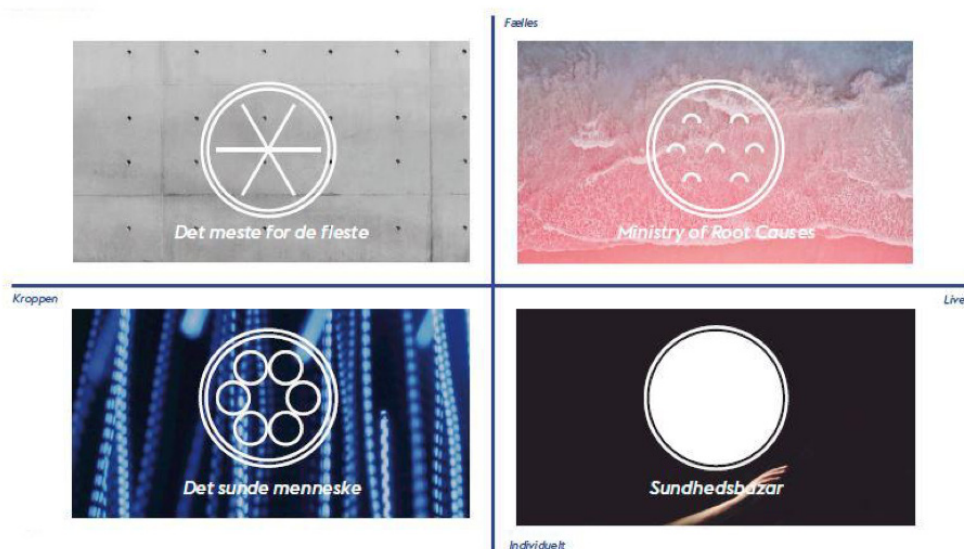 Fælles
Det meste for de fleste
Ministry of Root Causes
Kroppen
Live
Det sunde menneske
Sundhedsbazar
Individuelt